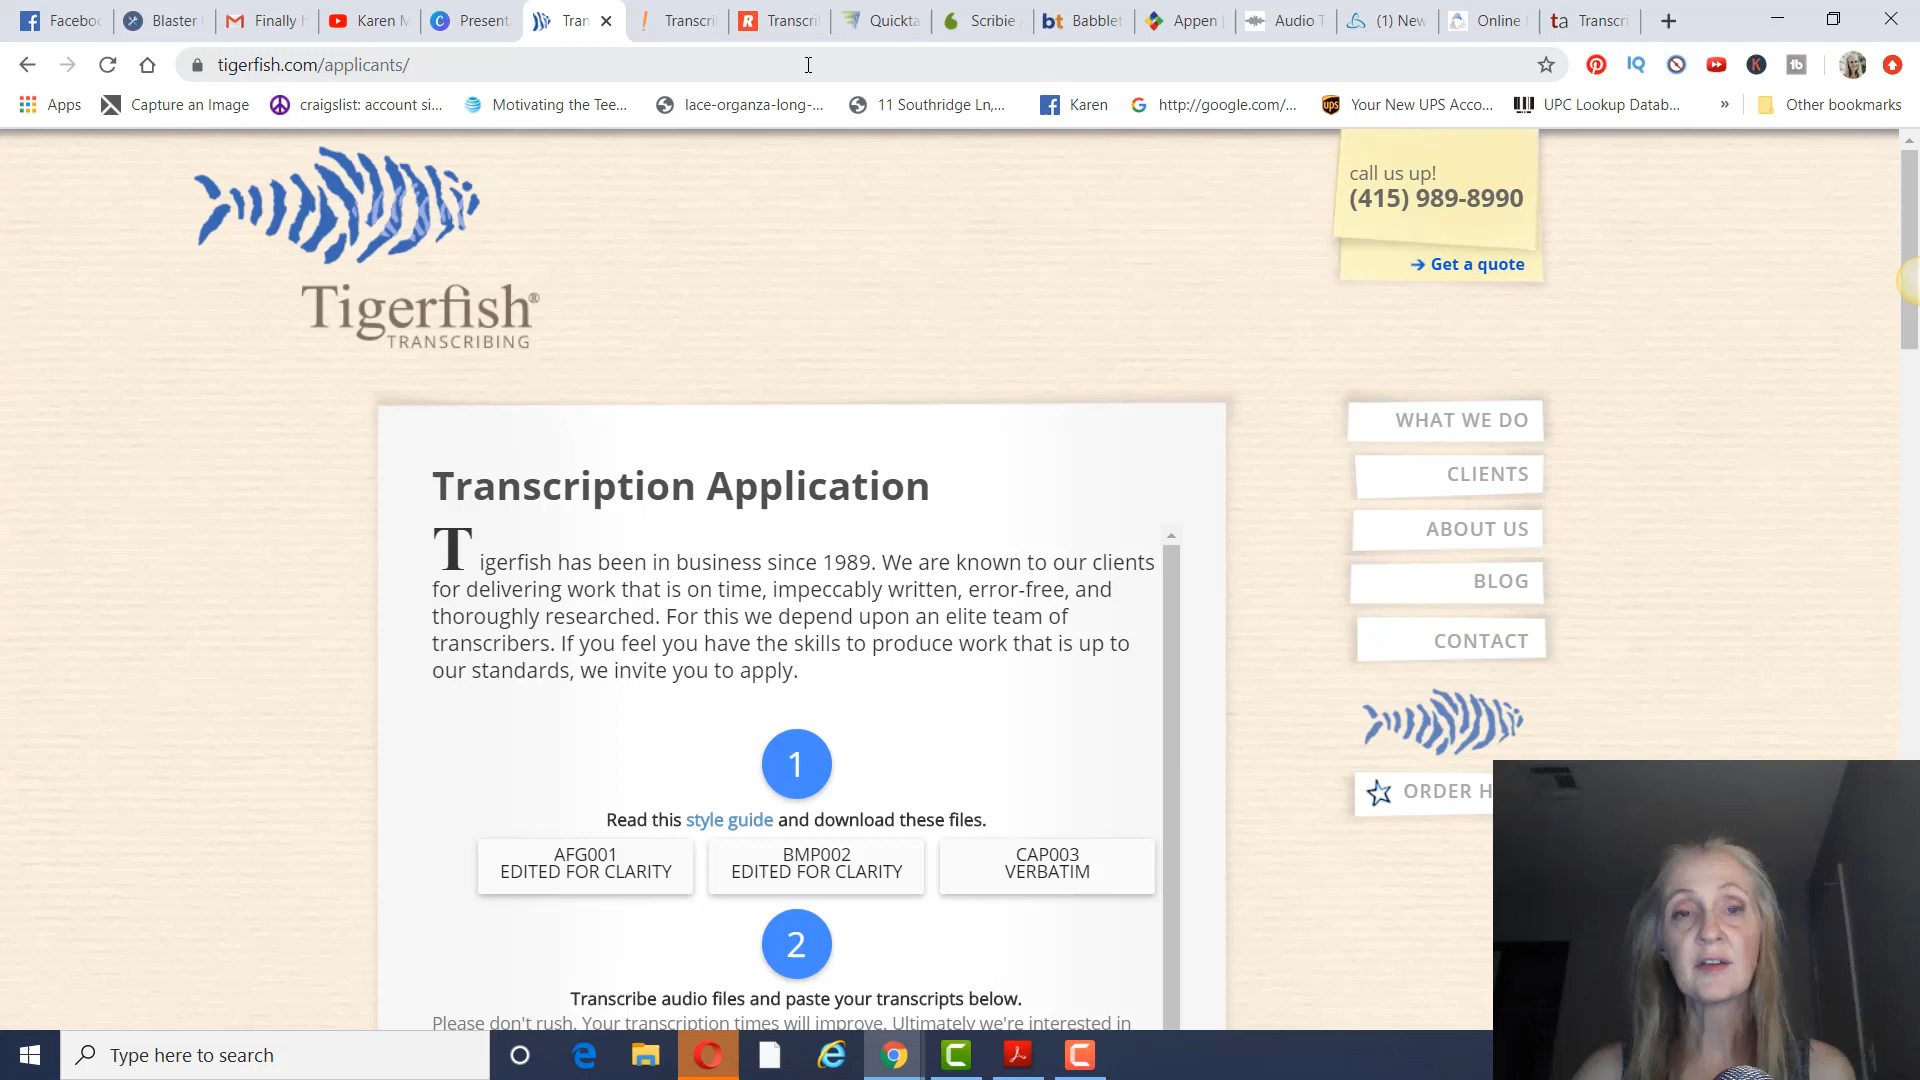 Faceboo
Blaster
Finally h
Karen M
Present
Tran
Transcri
Transcri
Quickta
Scribie
Babblet
Appen
Audio T
(1) New
Online
ta Transcri
tigerfish.com/applicants/
Apps
Capture an Image
craigslist: account si...
Motivating the Tee...
lace-organza-long-...
11 Southridge Ln,...
Karen
http://google.com/...
Your New UPS Acco...
UPC Lookup Datab...
»
Other bookmarks
call us up!
(415) 989-8990
→ Get a quote
Tigerfish®
TRANSCRIBING
WHAT WE DO
CLIENTS
ABOUT US
BLOG
CONTACT
ORDER H
Transcription Application
Tigerfish has been in business since 1989. We are known to our clients
for delivering work that is on time, impeccably written, error-free, and
thoroughly researched. For this we depend upon an elite team of
transcribers. If you feel you have the skills to produce work that is up to
our standards, we invite you to apply.
1
Read this style guide and download these files.
AFG001
EDITED FOR CLARITY
BMP002
EDITED FOR CLARITY
CAP003
VERBATIM
2
Transcribe audio files and paste your transcripts below.
Please don't rush. Your transcription times will improve. Ultimately we're interested in
Type here to search